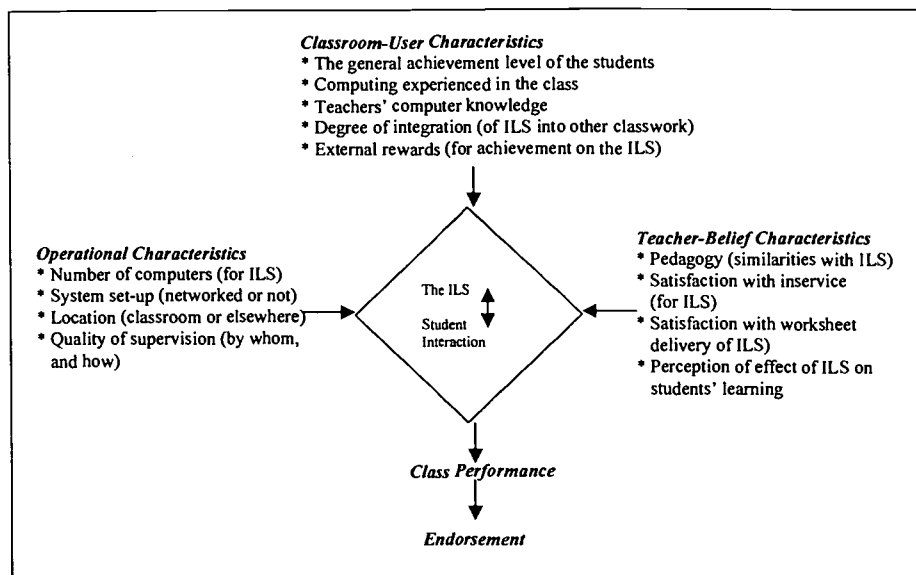 Classroom-User Characteristics
* The general achievement level of the students
* Computing experienced in the class
* Teachers' computer knowledge
* Degree of integration (of ILS into other classwork)
* External rewards (for achievement on the ILS)
Operational Characteristics
* Number of computers (for ILS)
* System set-up (networked or not)
* Location (classroom or elsewhere)
* Quality of supervision (by whom,
and how)
The ILS
Student
Interaction
Teacher-Belief Characteristics
* Pedagogy (similarities with ILS)
* Satisfaction with inservice
(for ILS)
* Satisfaction with worksheet
delivery of ILS)
* Perception of effect of ILS on
students' learning
Class Performance
Endorsement